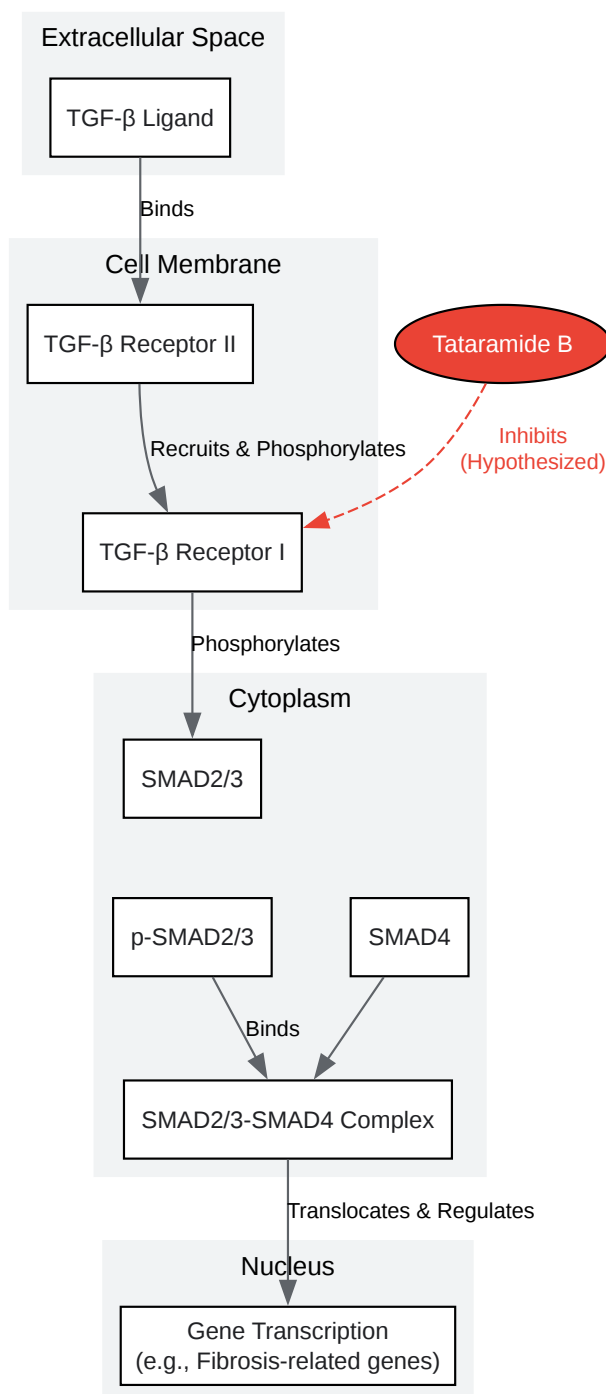 Extracellular Space
TGF-β Ligand
Binds
Cell Membrane
TGF-β Receptor II
Tataramide B
Recruits & Phosphorylates
Inhibits
(Hypothesized)
TGF-β Receptor I
Phosphorylates
Cytoplasm
SMAD2/3
p-SMAD2/3
SMAD4
Binds
SMAD2/3-SMAD4 Complex
Translocates & Regulates
Nucleus
Gene Transcription
(e.g., Fibrosis-related genes)